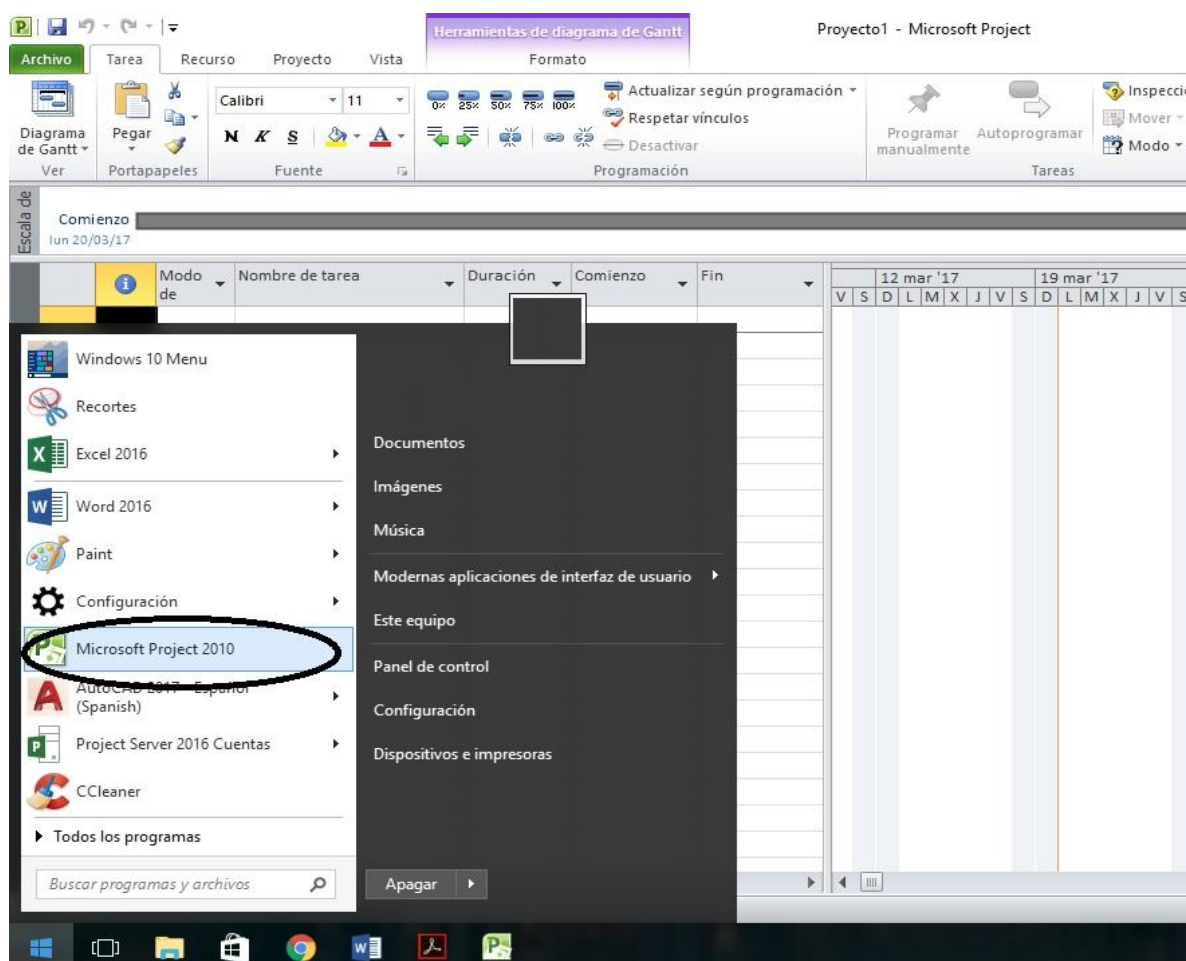 Herramientas de diagrama de Gantt
Proyecto1 - Microsoft Project
Archivo Tarea Recurso Proyecto Vista Formato
Calibri 11
0% 25% 50% 75% 100%
Actualizar según programación
Respetar vínculos
Desactivar
Diagrama de Gantt
Pegar
N K S A
Programar manualmente
Autoprogramar
Inspecci
Mover
Modo
Ver Portapapeles Fuente Programación Tareas
Escala de
Comienzo
lun 20/03/17
Modo de
Nombre de tarea
Duración
Comienzo
Fin
12 mar '17 19 mar '17
V S D L M X J V S D L M X J V S
Windows 10 Menu
Recortes
Excel 2016
Word 2016
Paint
Configuración
Microsoft Project 2010
AutoCAD 2017 - Español
(Spanish)
Project Server 2016 Cuentas
CCleaner
Todos los programas
Buscar programas y archivos
Documentos
Imágenes
Música
Modernas aplicaciones de interfaz de usuario
Este equipo
Panel de control
Configuración
Dispositivos e impresoras
Apagar